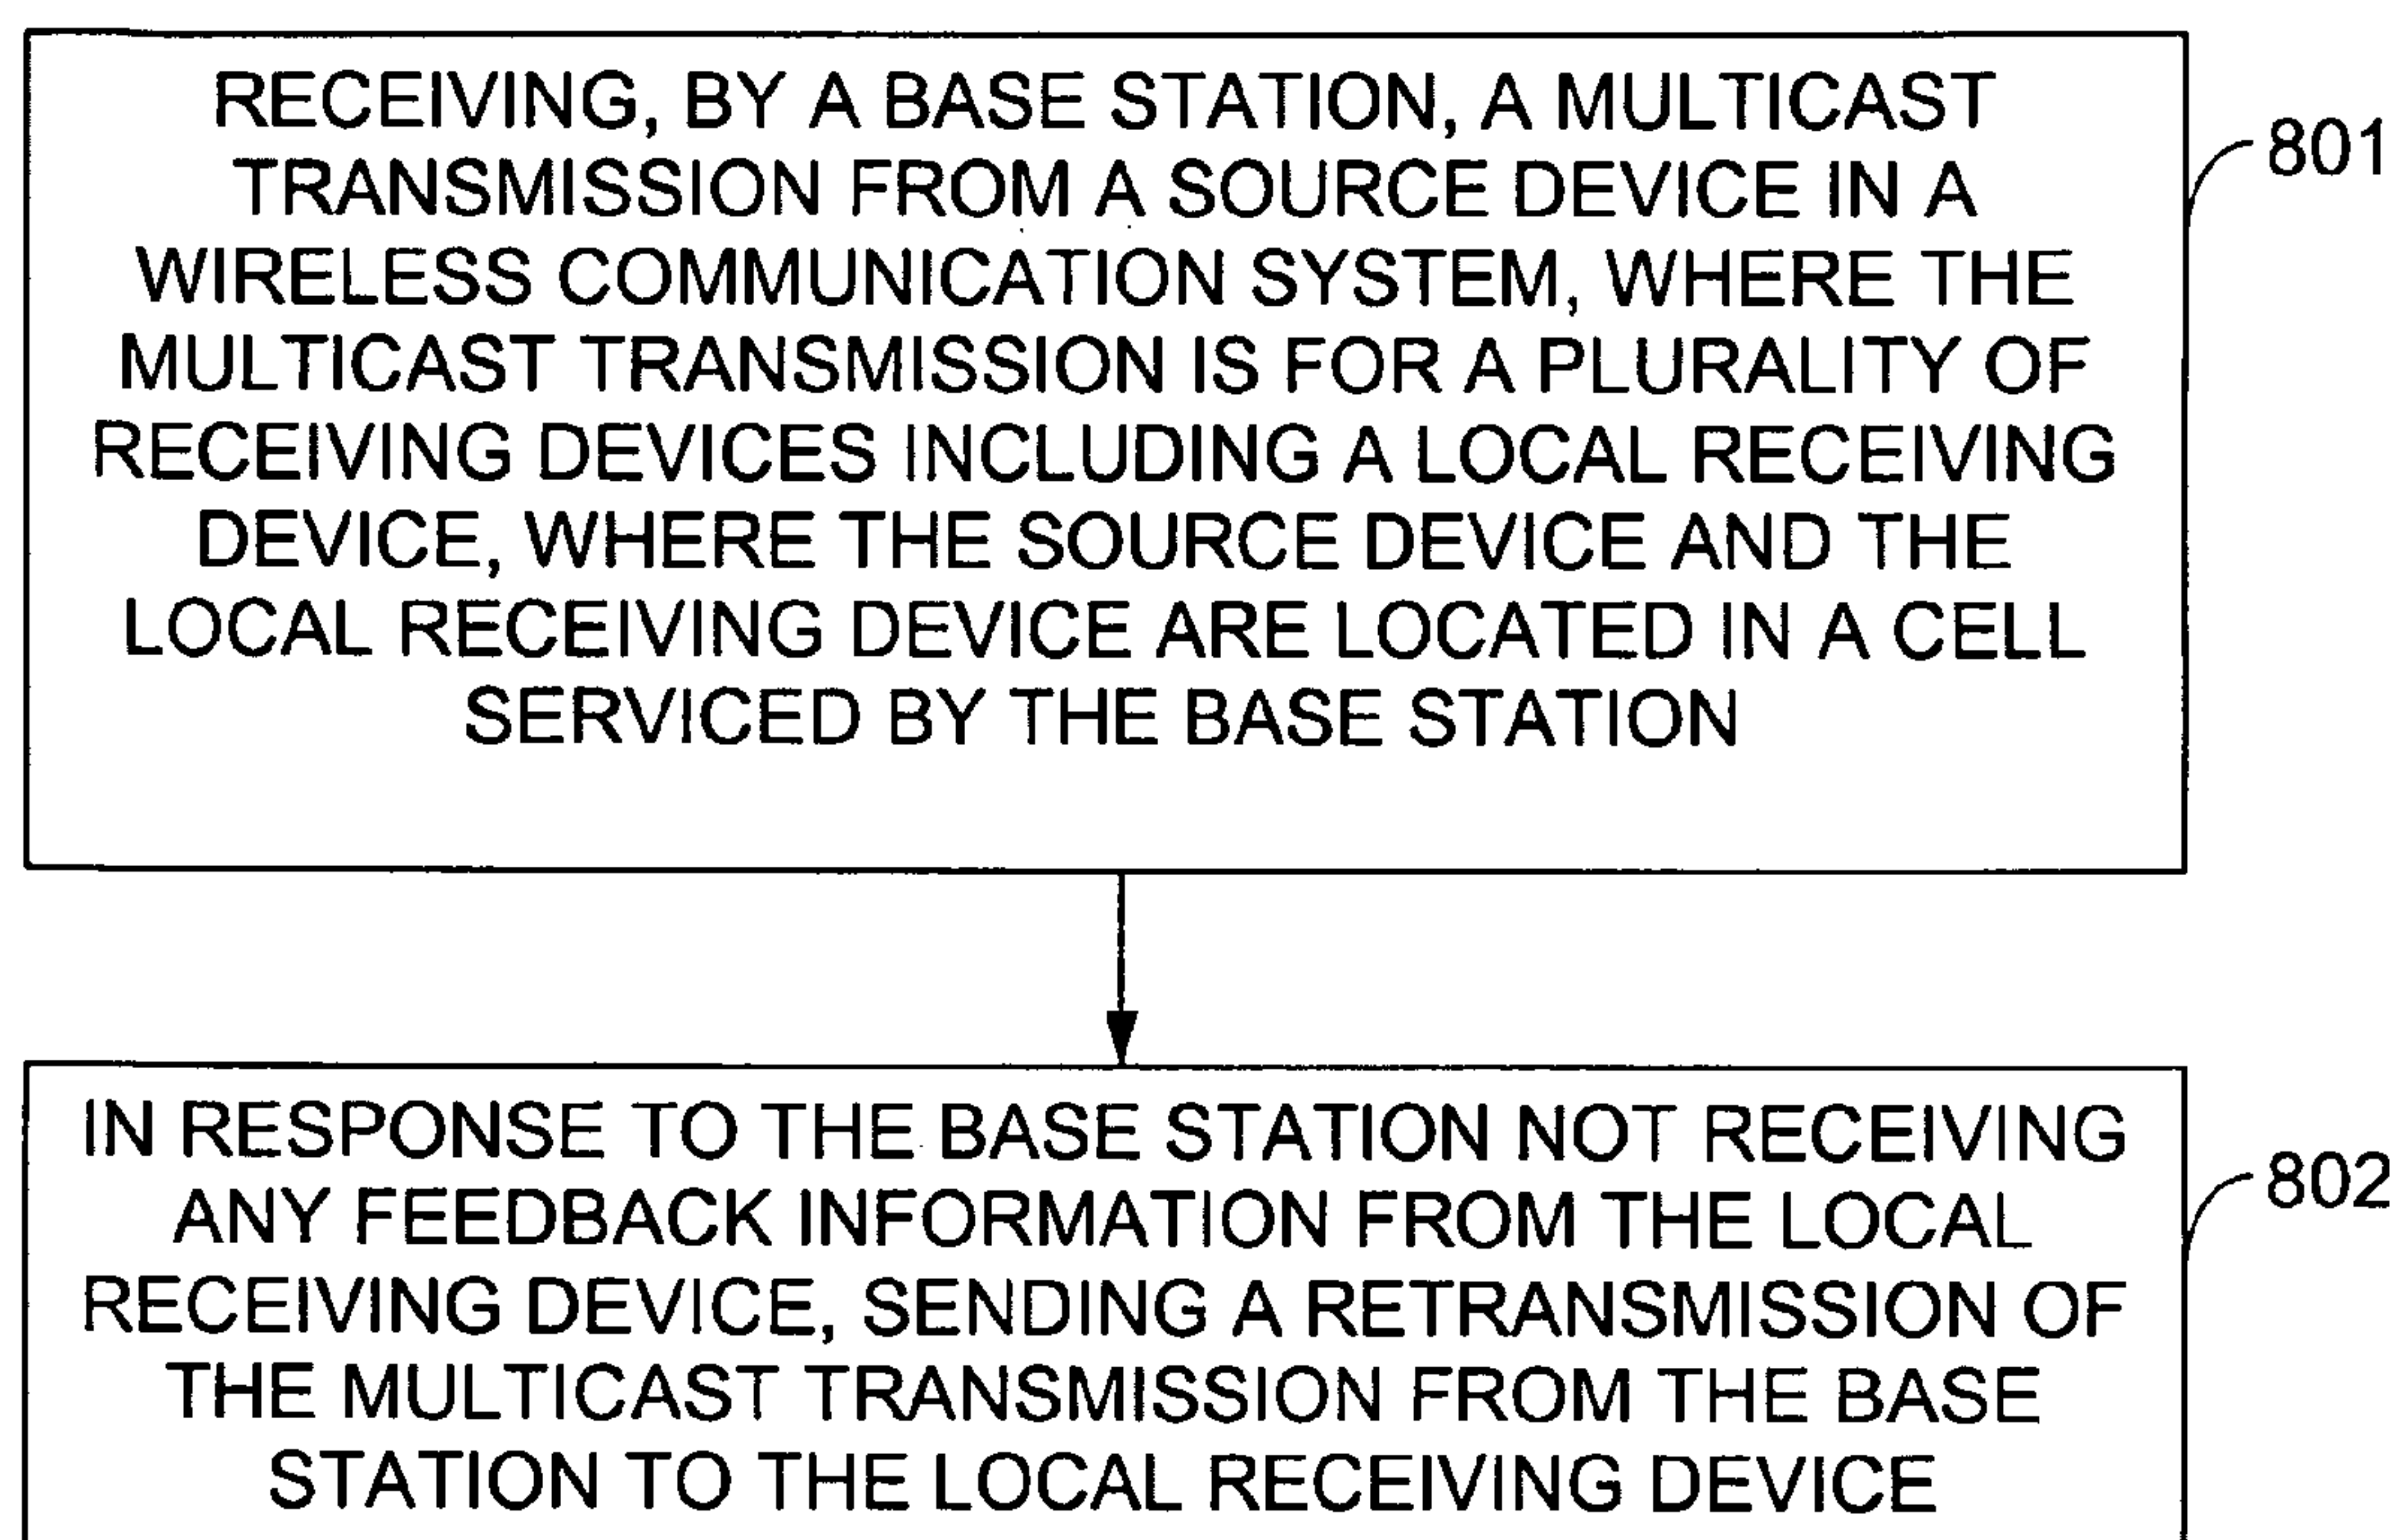 RECEIVING, BY A BASE STATION, A MULTICAST
TRANSMISSION FROM A SOURCE DEVICE IN A
WIRELESS COMMUNICATION SYSTEM, WHERE THE
MULTICAST TRANSMISSION IS FOR A PLURALITY OF
RECEIVING DEVICES INCLUDING A LOCAL RECEIVING
DEVICE, WHERE THE SOURCE DEVICE AND THE
LOCAL RECEIVING DEVICE ARE LOCATED IN A CELL
SERVICED BY THE BASE STATION
801
IN RESPONSE TO THE BASE STATION NOT RECEIVING
ANY FEEDBACK INFORMATION FROM THE LOCAL
RECEIVING DEVICE, SENDING A RETRANSMISSION OF
THE MULTICAST TRANSMISSION FROM THE BASE
STATION TO THE LOCAL RECEIVING DEVICE
802